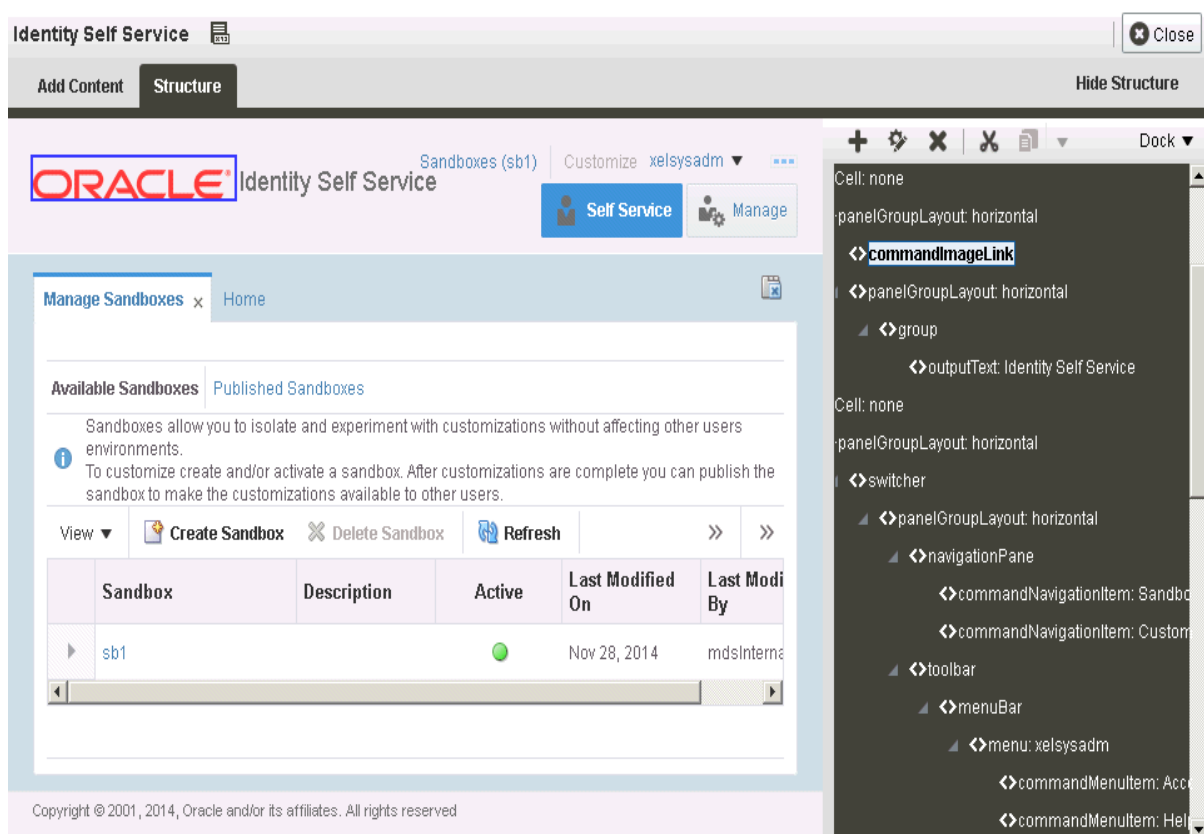 Identity Self Service
Close
Add Content Structure Hide Structure
ORACLE Identity Self Service
Sandboxes (sb1) Customize xelsysadm
Self Service Manage
Manage Sandboxes x Home
Available Sandboxes Published Sandboxes
Sandboxes allow you to isolate and experiment with customizations without affecting other users
environments.
To customize create and/or activate a sandbox. After customizations are complete you can publish the
sandbox to make the customizations available to other users.
View Create Sandbox Delete Sandbox Refresh
Sandbox Description Active Last Modified On Last Modi By
sb1 Nov 28, 2014 mdsInterna
Copyright © 2001, 2014, Oracle and/or its affiliates. All rights reserved
Dock
Cell: none
panelGroupLayout: horizontal
<>commandImageLink
<>panelGroupLayout: horizontal
<>group
<>outputText: Identity Self Service
Cell: none
panelGroupLayout: horizontal
<>switcher
<>panelGroupLayout: horizontal
<>navigationPane
<>commandNavigationItem: Sandbo
<>commandNavigationItem: Custom
<>toolbar
<>menuBar
<>menu: xelsysadm
<>commandMenuItem: Acce
<>commandMenuItem: Help